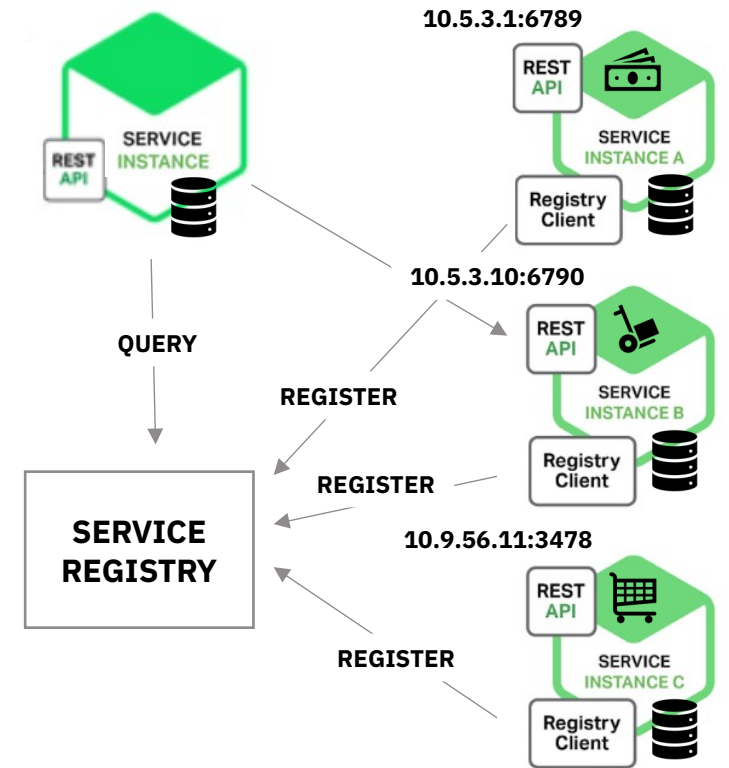 10.5.3.1:6789
REST
API
SERVICE
INSTANCE A
Registry
Client
SERVICE
INSTANCE
REST
API
10.5.3.10:6790
REST
API
SERVICE
INSTANCE B
Registry
Client
QUERY
REGISTER
REGISTER
SERVICE
REGISTRY
10.9.56.11:3478
REST
API
SERVICE
INSTANCE C
Registry
Client
REGISTER